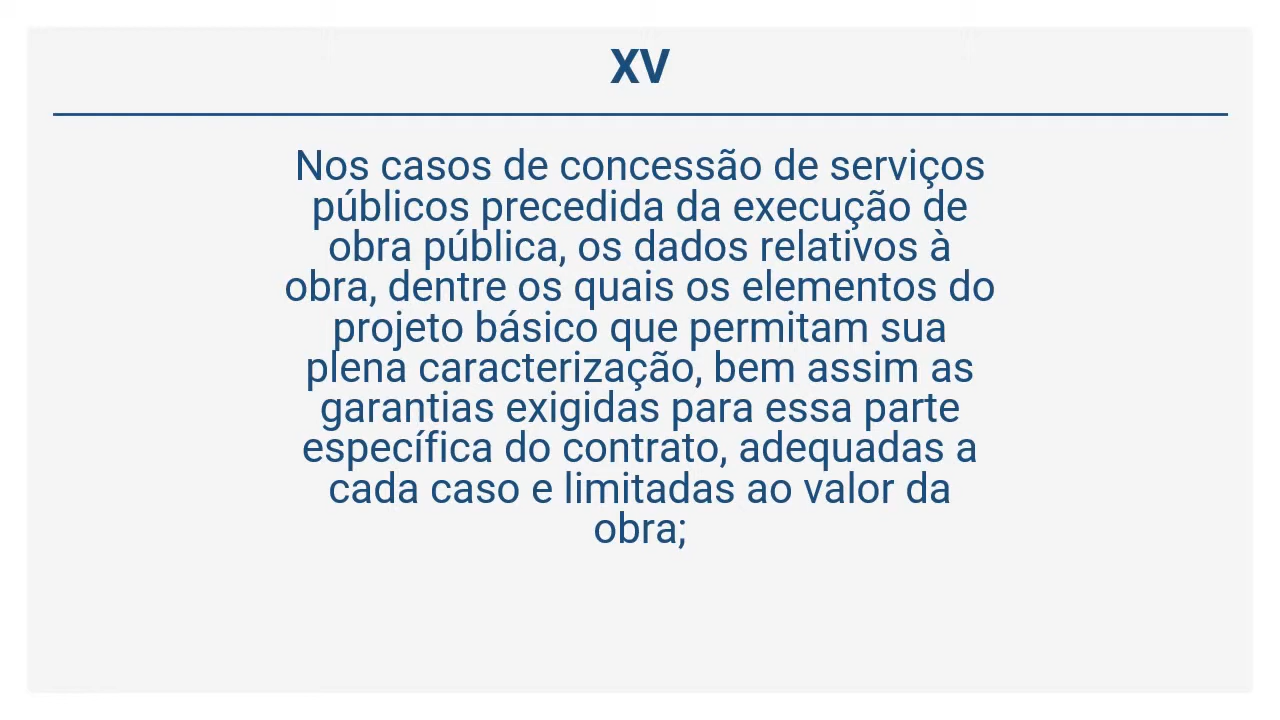 XV
Nos casos de concessão de serviços
públicos precedida da execução de
obra pública, os dados relativos à
obra, dentre os quais os elementos do
projeto básico que permitam sua
plena caracterização, bem assim as
garantias exigidas para essa parte
específica do contrato, adequadas a
cada caso e limitadas ao valor da
obra;